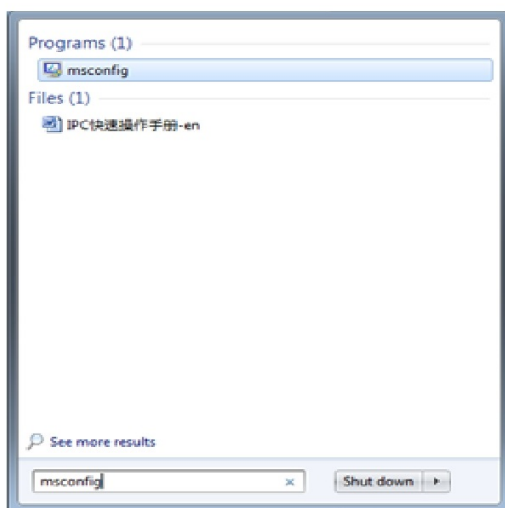 Programs (1)
msconfig
Files (1)
IPC快速操作手册-en
See more results
msconfig
Shut down